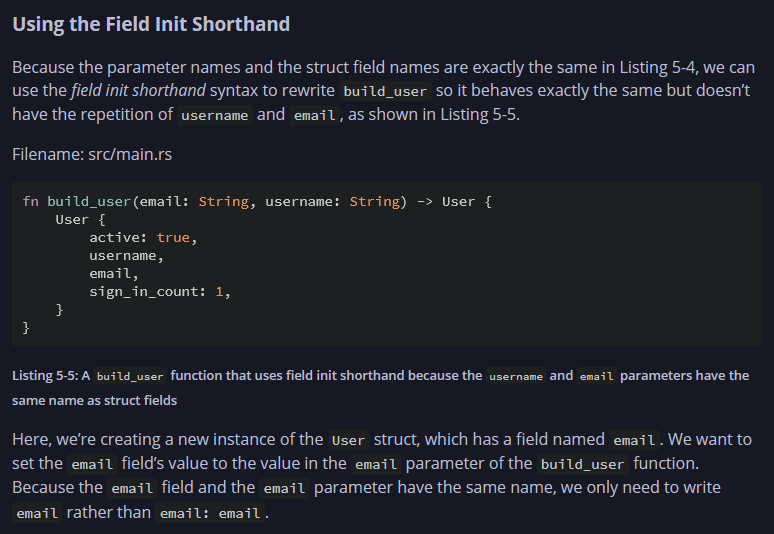 Using the Field Init Shorthand
Because the parameter names and the struct field names are exactly the same in Listing 5-4, we can
use the field init shorthand syntax to rewrite build_user so it behaves exactly the same but doesn’t
have the repetition of username and email, as shown in Listing 5-5.
Filename: src/main.rs
fn build_user(email: String, username: String) -> User {
    User {
        active: true,
        username,
        email,
        sign_in_count: 1,
    }
}
Listing 5-5: A build_user function that uses field init shorthand because the username and email parameters have the
same name as struct fields
Here, we’re creating a new instance of the User struct, which has a field named email. We want to
set the email field’s value to the value in the email parameter of the build_user function.
Because the email field and the email parameter have the same name, we only need to write
email rather than email: email.